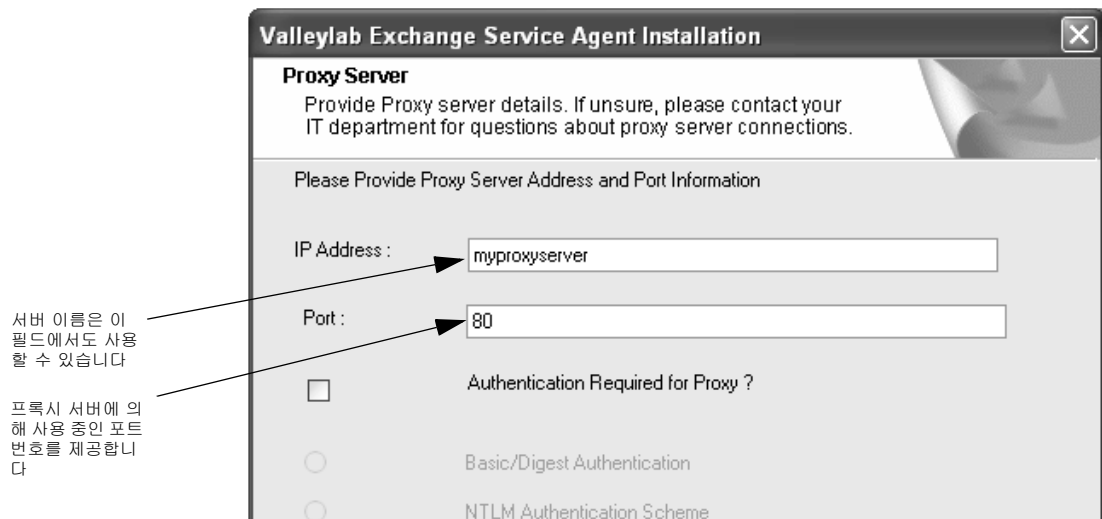 Valleylab Exchange Service Agent Installation
Proxy Server
Provide Proxy server details. If unsure, please contact your
IT department for questions about proxy server connections.
Please Provide Proxy Server Address and Port Information
IP Address :
myproxyserver
Port :
80
Authentication Required for Proxy ?
Basic/Digest Authentication
NTLM Authentication Scheme
서버 이름은 이
필드에서도 사용
할 수 있습니다
프록시 서버에 의
해 사용 중인 포트
번호를 제공합니
다